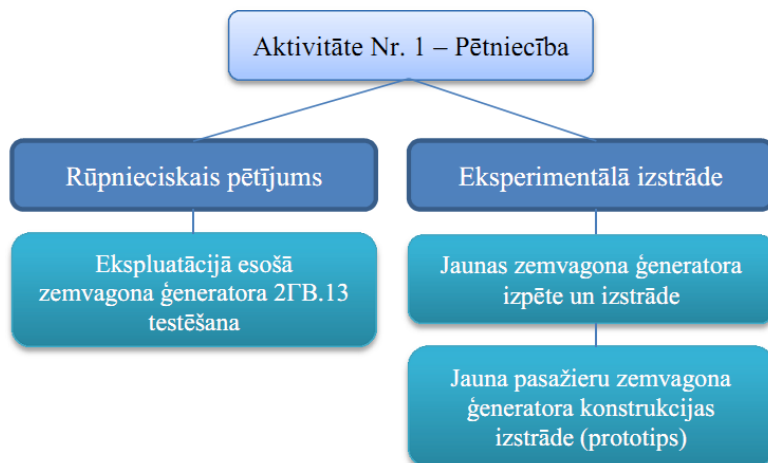 Aktivitāte Nr. 1 – Pētniecība
Rūpnieciskais pētījums
Eksperimentālā izstrāde
Ekspluatācijā esošā
zemvagona ģeneratora 2ГВ.13
testēšana
Jaunas zemvagona ģeneratora
izpēte un izstrāde
Jauna pasažieru zemvagona
ģeneratora konstrukcijas
izstrāde (prototips)